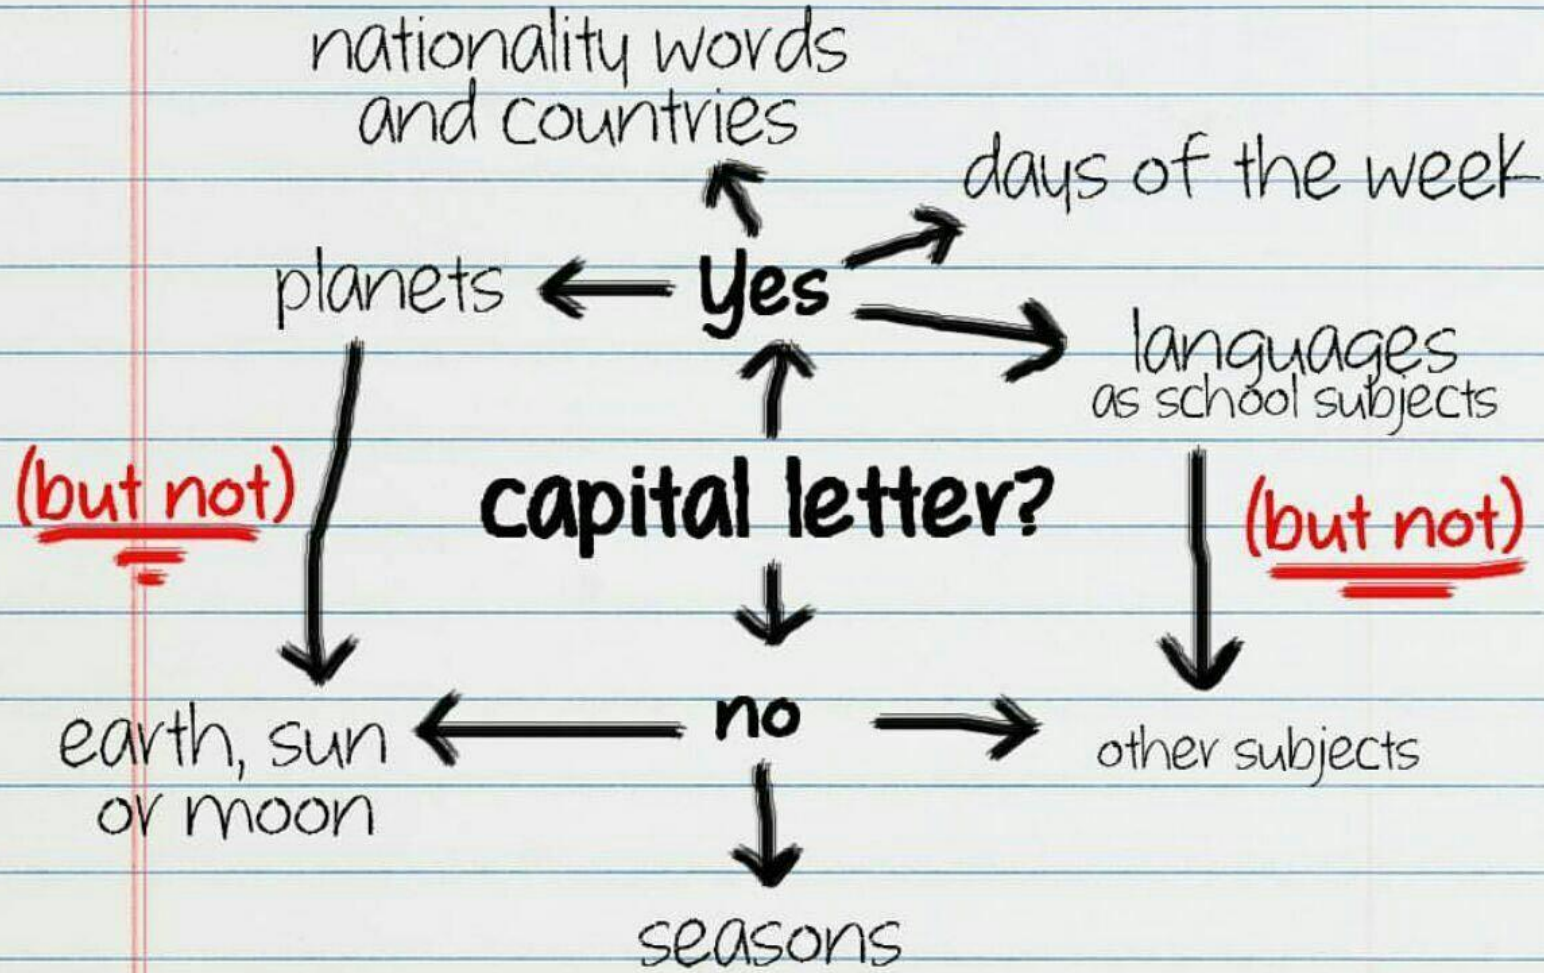 nationality words
and countries
days of the week
planets
Yes
languages
as school subjects
(but not)
capital letter?
(but not)
no
earth, sun
or moon
other subjects
seasons